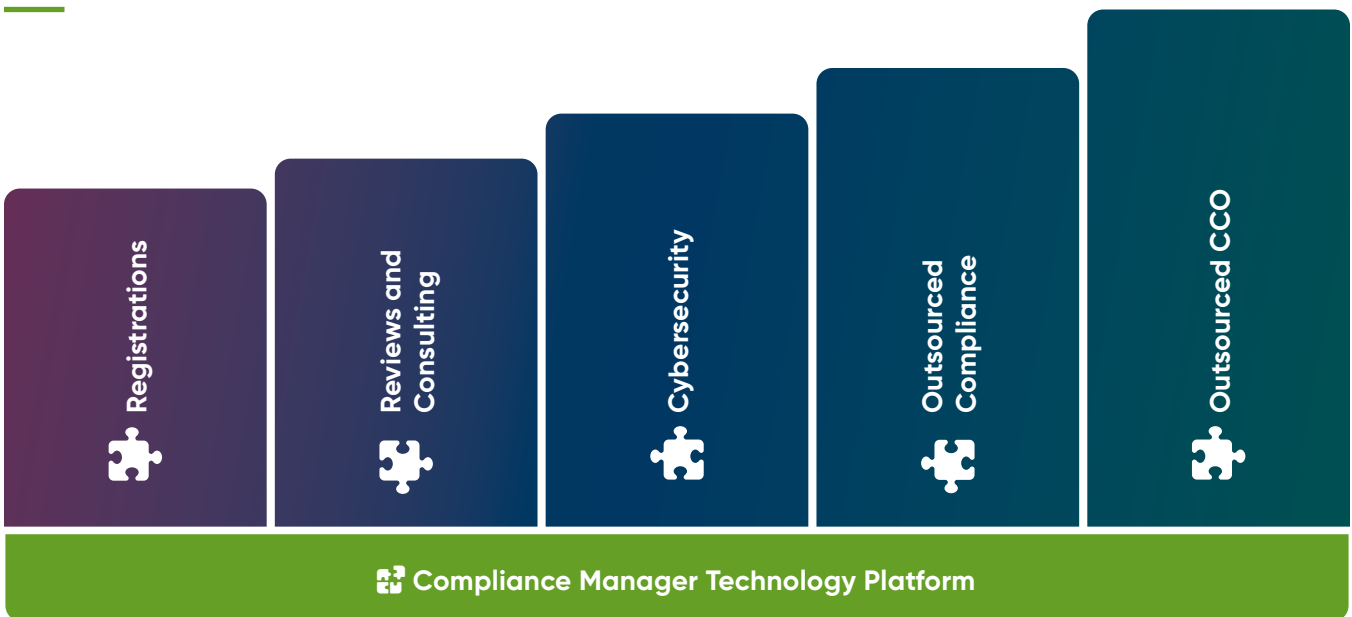 Registrations
Reviews and
Consulting
Cybersecurity
Outsourced
Compliance
Outsourced CCO
Compliance Manager Technology Platform